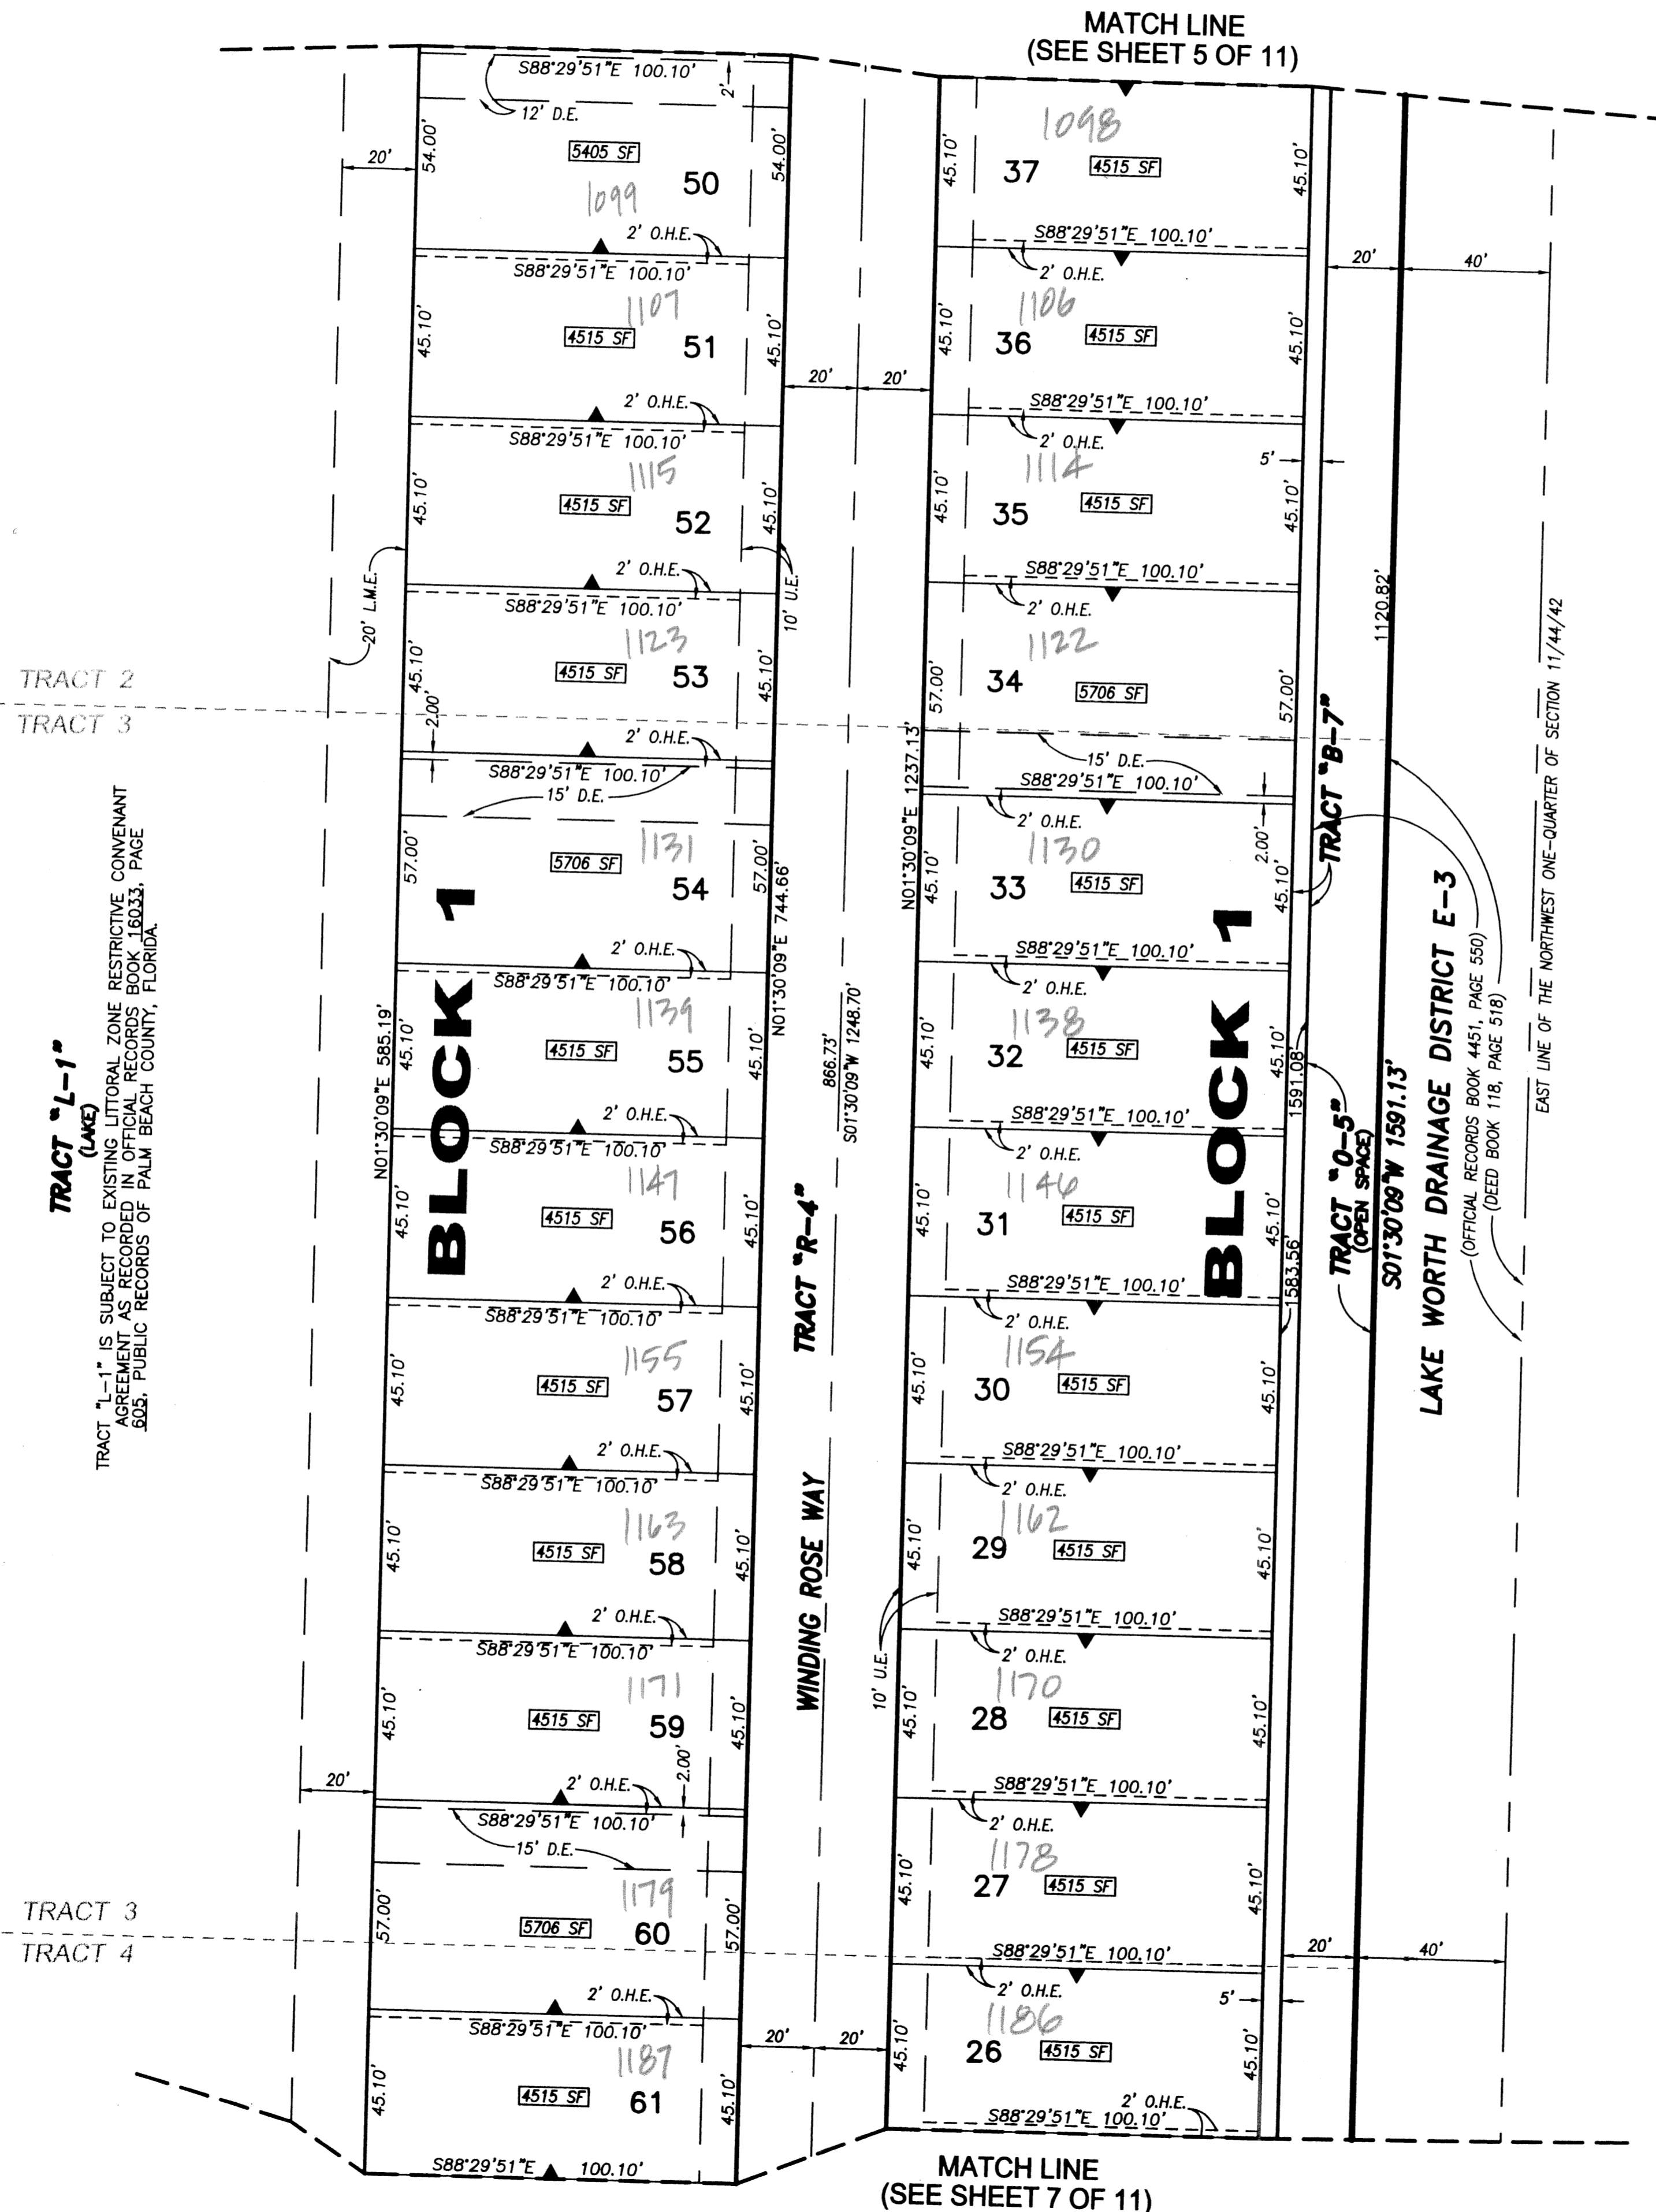 MATCH LINE
(SEE SHEET 5 OF 11)
S88°29'51"E 100.10'
2'
12' D.E.
54.00'
5405 SF
50
54.00'
1099
20'
2' O.H.E.
S88°29'51"E 100.10'
1107
45.10'
4515 SF
51
45.10'
2' O.H.E.
S88°29'51"E 100.10'
1115
45.10'
4515 SF
52
45.10'
2' O.H.E.
S88°29'51"E 100.10'
20' L.M.E.
10' U.E.
1123
45.10'
4515 SF
53
45.10'
2.00'
2' O.H.E.
S88°29'51"E 100.10'
15' D.E.
1131
57.00'
5706 SF
54
57.00'
2' O.H.E.
S88°29'51"E 100.10'
1139
45.10'
4515 SF
55
45.10'
2' O.H.E.
S88°29'51"E 100.10'
1147
45.10'
4515 SF
56
45.10'
2' O.H.E.
S88°29'51"E 100.10'
1155
45.10'
4515 SF
57
45.10'
2' O.H.E.
S88°29'51"E 100.10'
1163
45.10'
4515 SF
58
45.10'
2' O.H.E.
S88°29'51"E 100.10'
1171
45.10'
4515 SF
59
45.10'
20'
2.00'
2' O.H.E.
S88°29'51"E 100.10'
15' D.E.
1179
57.00'
5706 SF
60
57.00'
2' O.H.E.
S88°29'51"E 100.10'
1187
45.10'
4515 SF
61
45.10'
S88°29'51"E 100.10'
BLOCK 1
N01°30'09"E 585.19'
N01°30'09"E 744.66'
TRACT 2
TRACT 3
TRACT "L-1"
(LAKE)
TRACT "L-1" IS SUBJECT TO EXISTING LITTORAL ZONE RESTRICTIVE CONVENANT
AGREEMENT AS RECORDED IN OFFICIAL RECORDS BOOK 16033, PAGE
605, PUBLIC RECORDS OF PALM BEACH COUNTY, FLORIDA.
TRACT 3
TRACT 4
20'
20'
866.73'
S01°30'09"W 1248.70'
TRACT "R-4"
WINDING ROSE WAY
20'
20'
1098
45.10'
37
4515 SF
45.10'
S88°29'51"E 100.10'
2' O.H.E.
1106
45.10'
36
4515 SF
45.10'
S88°29'51"E 100.10'
2' O.H.E.
1114
45.10'
35
4515 SF
45.10'
S88°29'51"E 100.10'
2' O.H.E.
1122
57.00'
34
5706 SF
57.00'
15' D.E.
S88°29'51"E 100.10'
2' O.H.E.
2.00'
1130
45.10'
33
4515 SF
45.10'
S88°29'51"E 100.10'
2' O.H.E.
1138
45.10'
32
4515 SF
45.10'
S88°29'51"E 100.10'
2' O.H.E.
1146
45.10'
31
4515 SF
45.10'
S88°29'51"E 100.10'
2' O.H.E.
1154
45.10'
30
4515 SF
45.10'
S88°29'51"E 100.10'
2' O.H.E.
1162
45.10'
29
4515 SF
45.10'
S88°29'51"E 100.10'
2' O.H.E.
10' U.E.
1170
45.10'
28
4515 SF
45.10'
S88°29'51"E 100.10'
2' O.H.E.
1178
45.10'
27
4515 SF
45.10'
S88°29'51"E 100.10'
2' O.H.E.
1186
45.10'
26
4515 SF
45.10'
2' O.H.E.
S88°29'51"E 100.10'
BLOCK 1
N01°30'09"E 1237.13'
20'
40'
5'
1120.82'
TRACT "B-7"
1591.08'
1583.56'
TRACT "O-5"
(OPEN SPACE)
S01°30'09"W 1591.13'
LAKE WORTH DRAINAGE DISTRICT E-3
(OFFICIAL RECORDS BOOK 4451, PAGE 550)
(DEED BOOK 118, PAGE 518)
EAST LINE OF THE NORTHWEST ONE-QUARTER OF SECTION 11/44/42
20'
40'
5'
MATCH LINE
(SEE SHEET 7 OF 11)